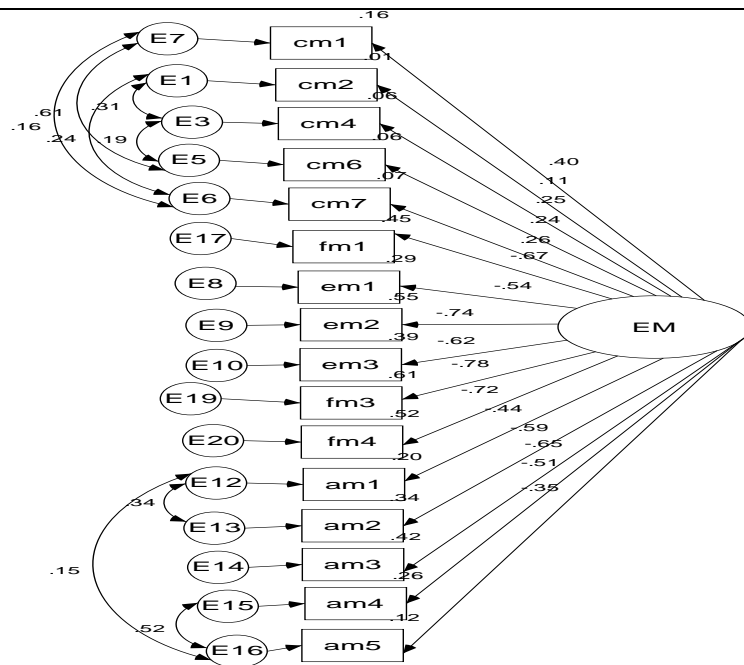 .16
E7
cm1
.01
E1
cm2
.06
.61
.31
E3
cm4
.06
.16
.24
.19
E5
cm6
.07
.40
.11
E6
cm7
.25
.45
.24
E17
fm1
.26
.29
-.67
E8
em1
.55
-.54
E9
em2
-.74
EM
.39
-.62
E10
em3
.61
-.78
E19
fm3
.52
-.72
-.44
E20
fm4
.20
-.59
-.65
E12
am1
.34
-.51
-.35
.34
E13
am2
.42
E14
am3
.26
.15
E15
am4
.12
.52
E16
am5